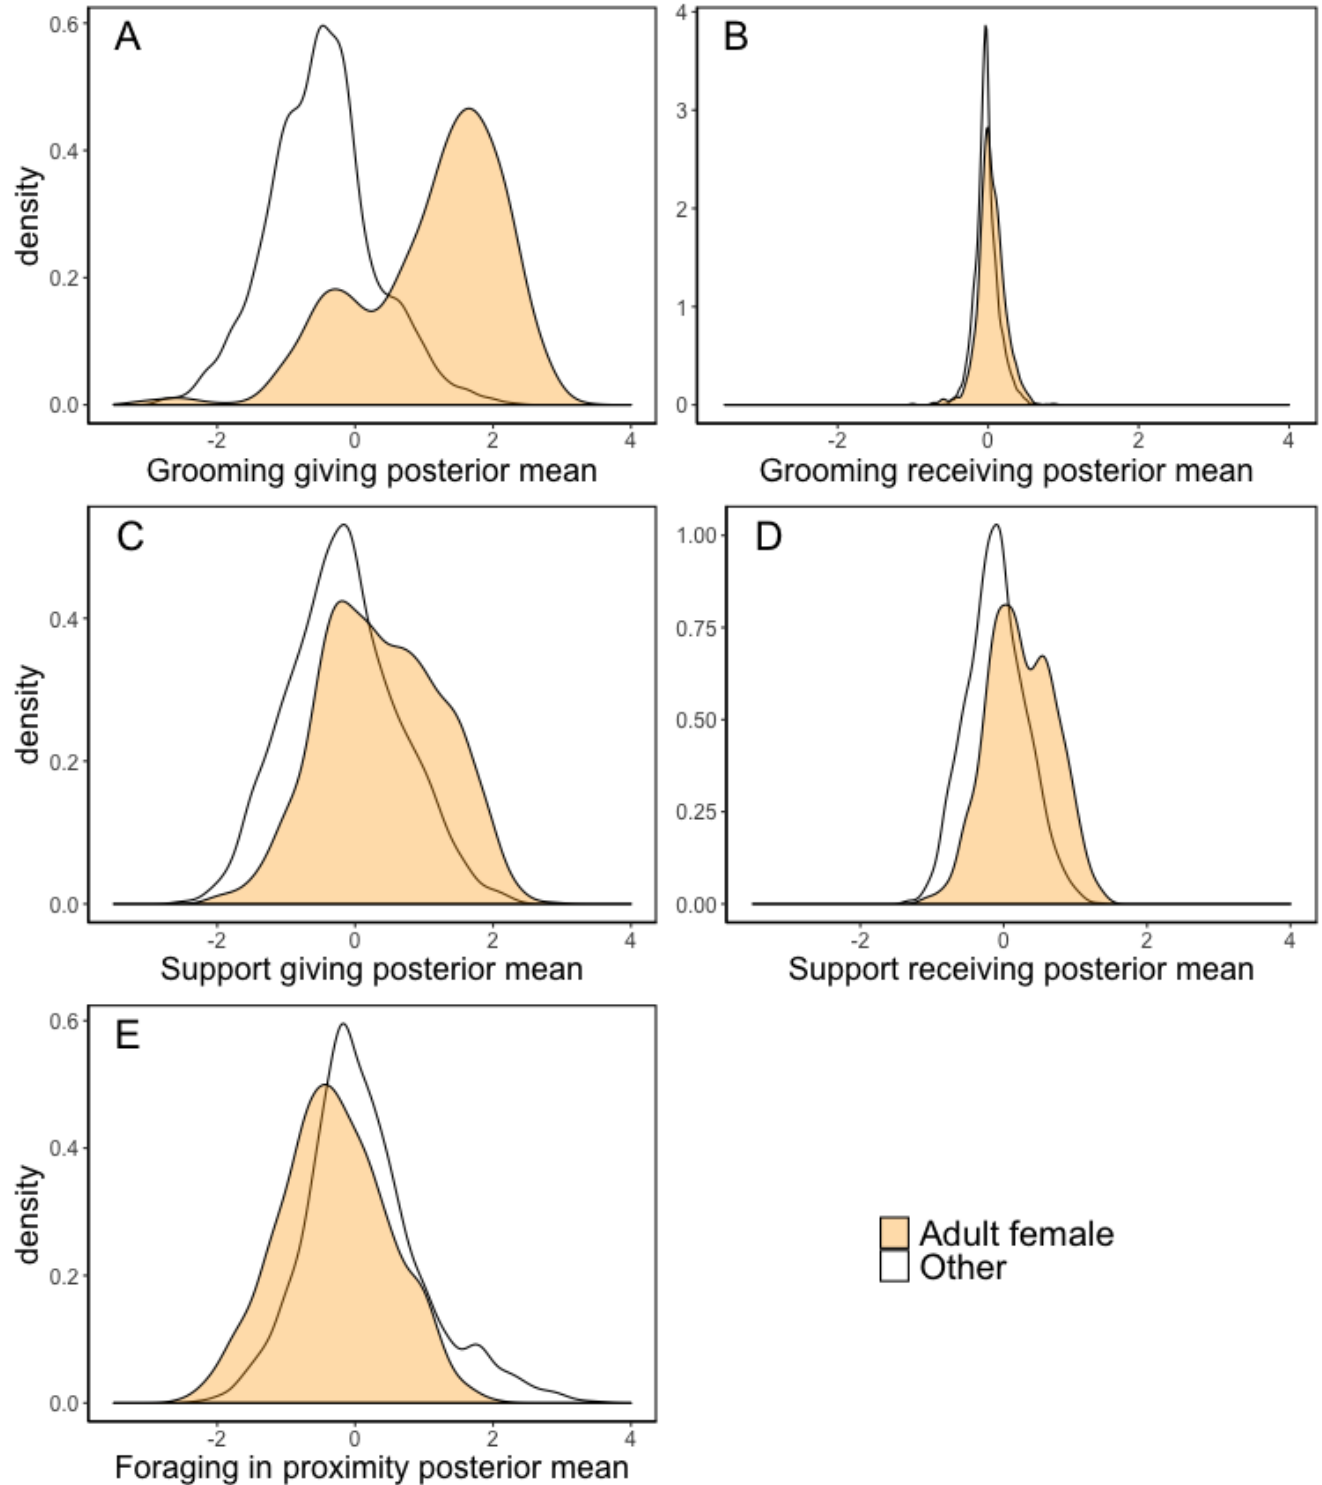 A
0.6
0.4
0.2
0.0
density
-2 0 2 4
Grooming giving posterior mean
B
4
3
2
1
0
-2 0 2 4
Grooming receiving posterior mean
C
0.4
0.2
0.0
density
-2 0 2 4
Support giving posterior mean
D
1.00
0.75
0.50
0.25
0.00
-2 0 2 4
Support receiving posterior mean
E
0.6
0.4
0.2
0.0
density
-2 0 2 4
Foraging in proximity posterior mean
Adult female
Other